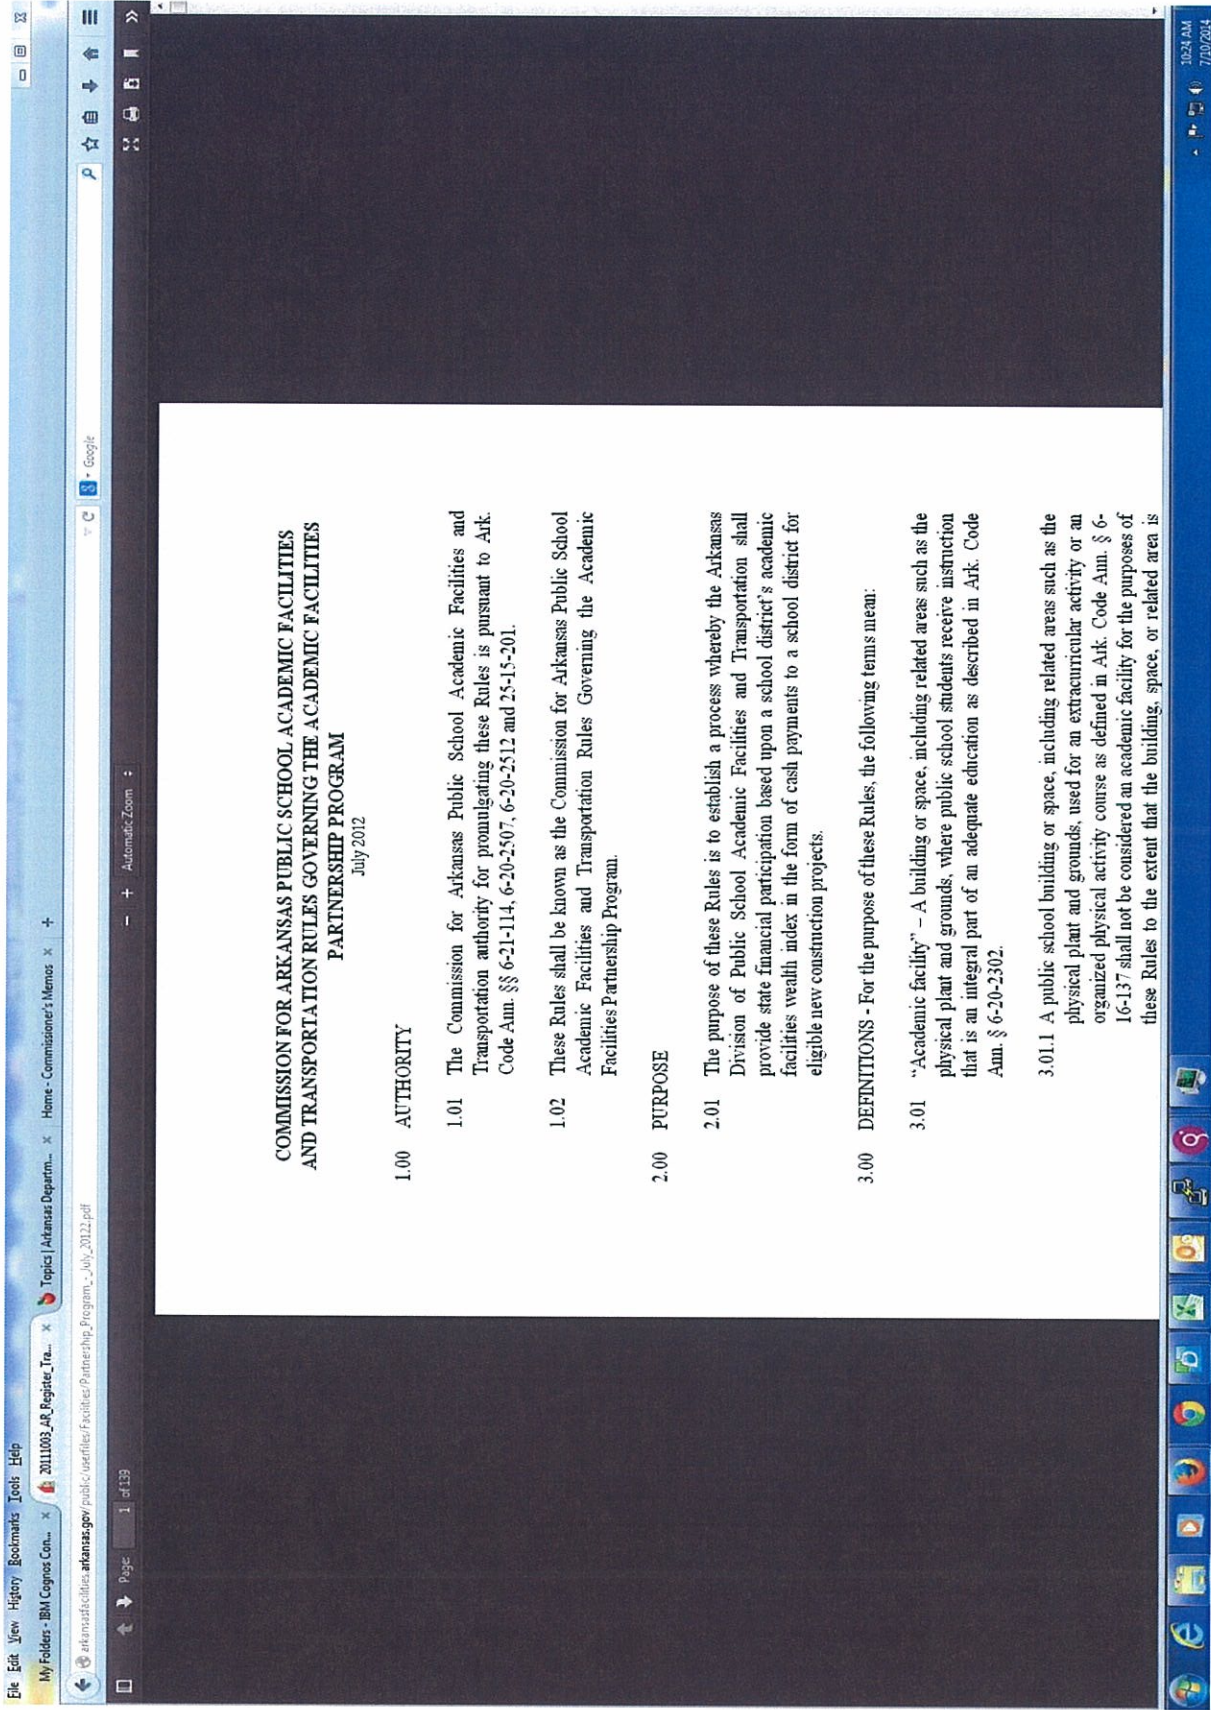 File Edit View History Bookmarks Tools Help
My Folders - IBM Cognos Con... × 20111003_AR_Register_Tra... × Topics | Arkansas Departm... × Home - Commissioner's Memos × +
arkansasfacilities.arkansas.gov/public/userfiles/Facilities/Partnership_Program_-_July_20122.pdf
Google
Page: 1 of 139
− + Automatic Zoom
COMMISSION FOR ARKANSAS PUBLIC SCHOOL ACADEMIC FACILITIES
AND TRANSPORTATION RULES GOVERNING THE ACADEMIC FACILITIES
PARTNERSHIP PROGRAM
July 2012
1.00 AUTHORITY
1.01 The Commission for Arkansas Public School Academic Facilities and
Transportation authority for promulgating these Rules is pursuant to Ark.
Code Ann. §§ 6-21-114, 6-20-2507, 6-20-2512 and 25-15-201.
1.02 These Rules shall be known as the Commission for Arkansas Public School
Academic Facilities and Transportation Rules Governing the Academic
Facilities Partnership Program.
2.00 PURPOSE
2.01 The purpose of these Rules is to establish a process whereby the Arkansas
Division of Public School Academic Facilities and Transportation shall
provide state financial participation based upon a school district's academic
facilities wealth index in the form of cash payments to a school district for
eligible new construction projects.
3.00 DEFINITIONS - For the purpose of these Rules, the following terms mean:
3.01 “Academic facility” – A building or space, including related areas such as the
physical plant and grounds, where public school students receive instruction
that is an integral part of an adequate education as described in Ark. Code
Ann. § 6-20-2302.
3.01.1 A public school building or space, including related areas such as the
physical plant and grounds, used for an extracurricular activity or an
organized physical activity course as defined in Ark. Code Ann. § 6-
16-137 shall not be considered an academic facility for the purposes of
these Rules to the extent that the building, space, or related area is
10:24 AM
7/10/2014